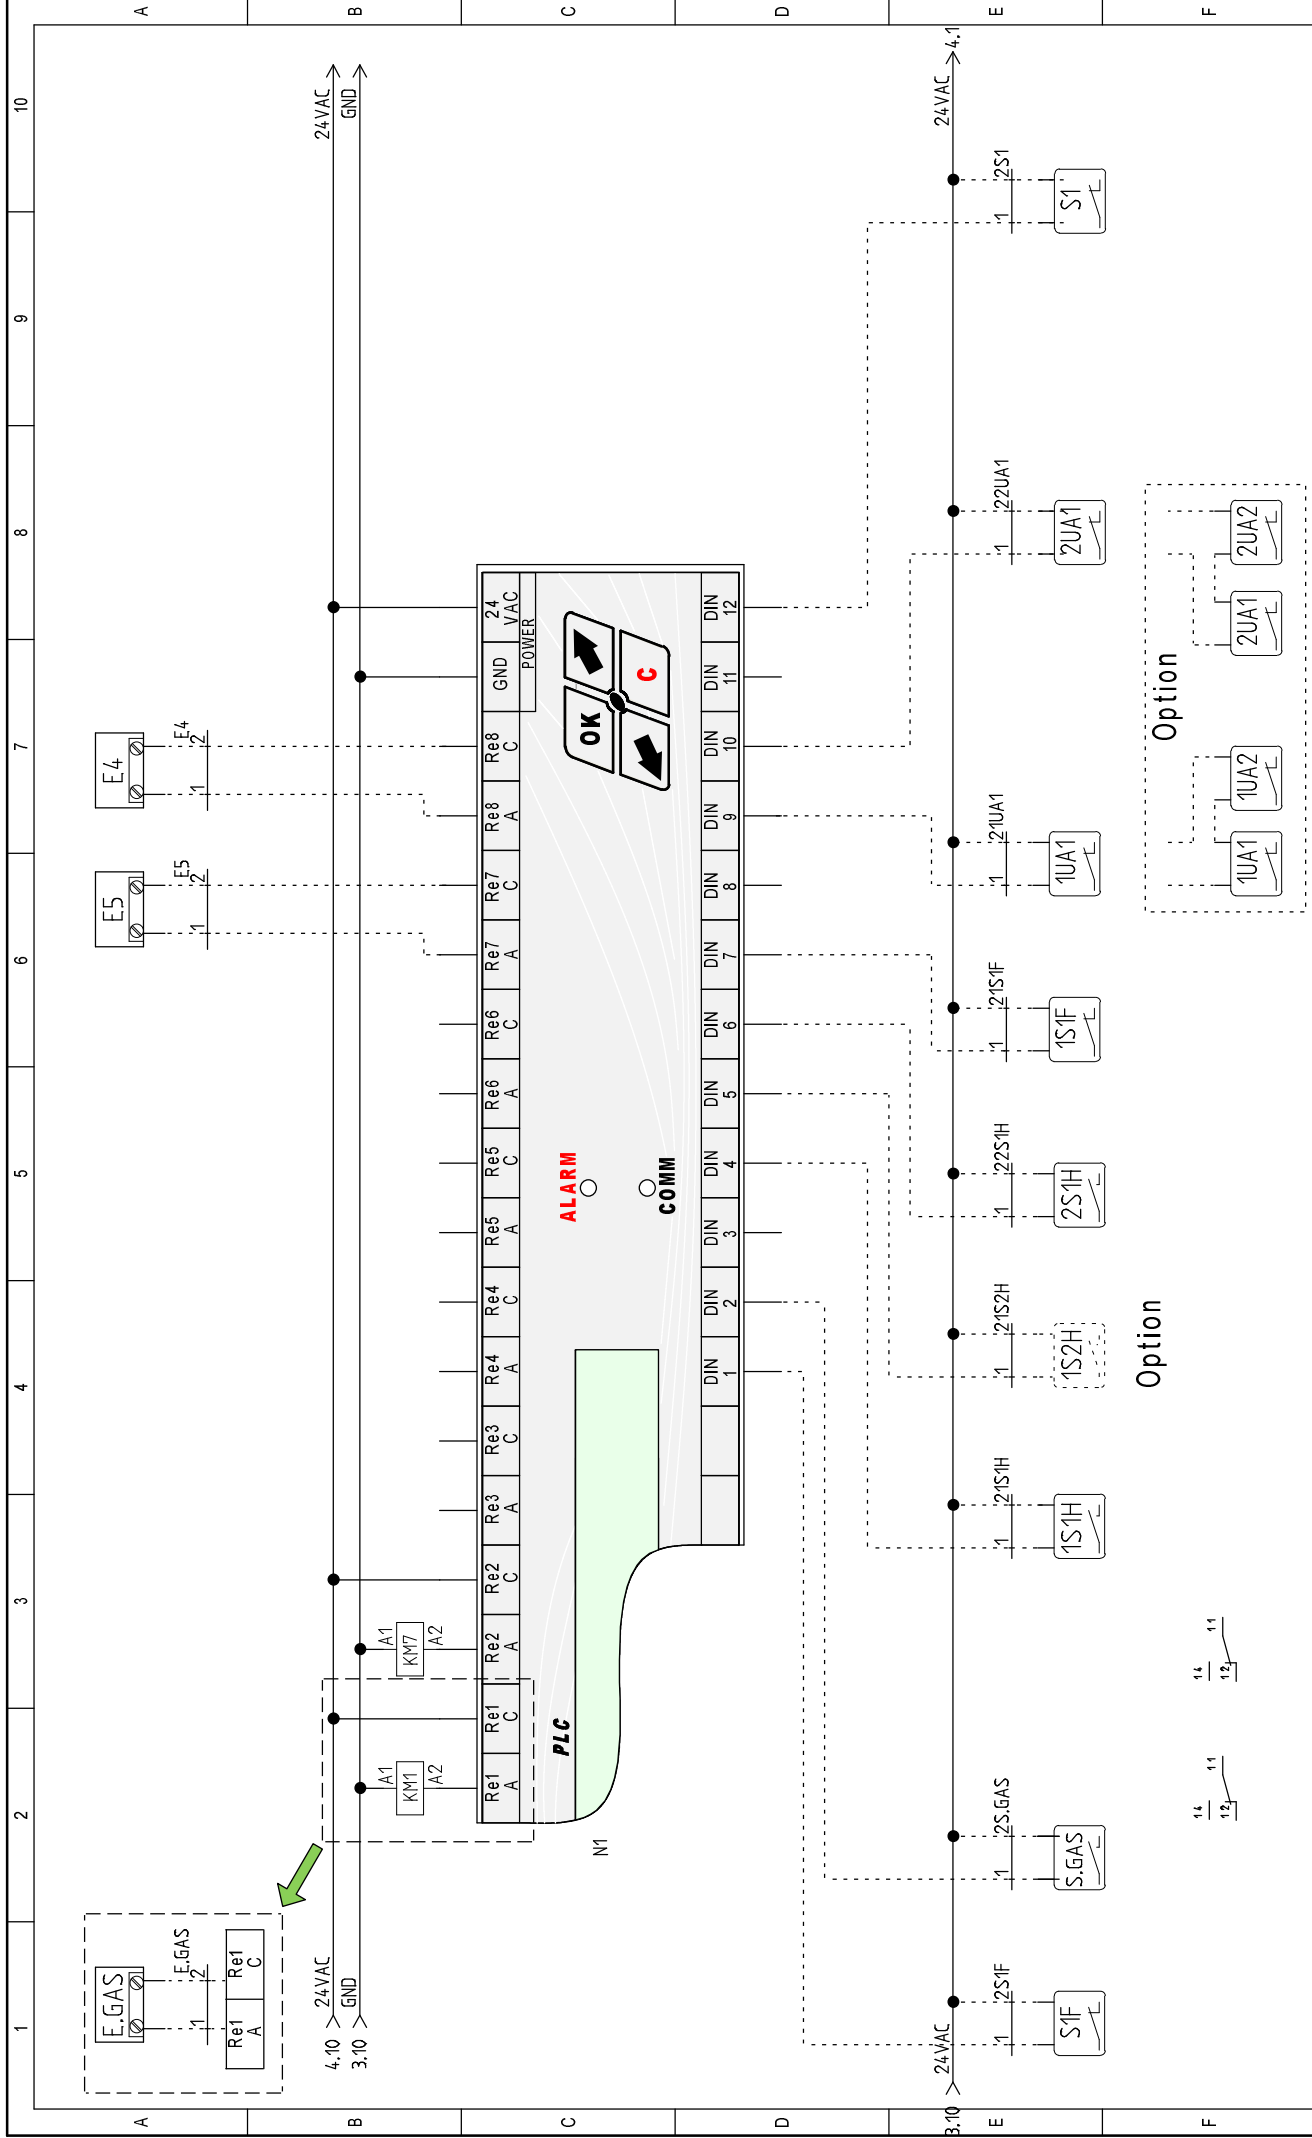 A B C D E F
1 2 3 4 5 6 7 8 9 10
E.GAS
E.GAS
1 2
Re1 A
Re1 C
E5
E5
1 2
E4
E4
1 2
4.10 24VAC
24VAC
3.10 GND
GND
A1
KM1
A2
A1
KM7
A2
Re1 A
Re1 C
Re2 A
Re2 C
Re3 A
Re3 C
Re4 A
Re4 C
Re5 A
Re5 C
Re6 A
Re6 C
Re7 A
Re7 C
Re8 A
Re8 C
GND
24 VAC
POWER
PLC
N1
ALARM
COMM
OK
C
DIN 1
DIN 2
DIN 3
DIN 4
DIN 5
DIN 6
DIN 7
DIN 8
DIN 9
DIN 10
DIN 11
DIN 12
3.10 24VAC
24VAC 4.1
1 2S1F
S1F
1 2S.GAS
S.GAS
1 21S1H
1S1H
1 21S2H
1S2H
Option
1 22S1H
2S1H
1 21S1F
1S1F
1 21UA1
1UA1
1 22UA1
2UA1
1 2S1
S1
14
12
11
14
12
11
Option
1UA1
1UA2
2UA1
2UA2
A B C D E F